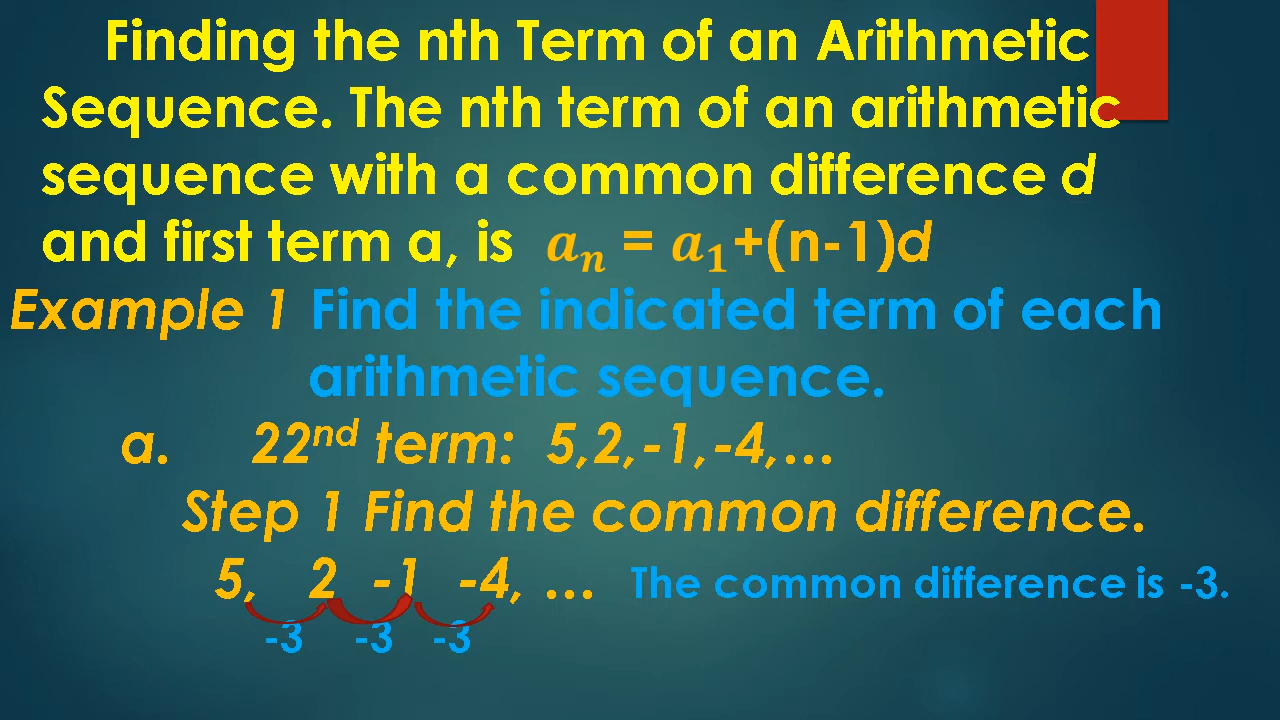 Finding the nth Term of an Arithmetic
Sequence. The nth term of an arithmetic
sequence with a common difference d
and first term a, is aₙ = a₁+(n-1)d
Example 1 Find the indicated term of each
arithmetic sequence.
a. 22ⁿᵈ term: 5,2,-1,-4,…
Step 1 Find the common difference.
5, 2 -1 -4, … The common difference is -3.
-3 -3 -3